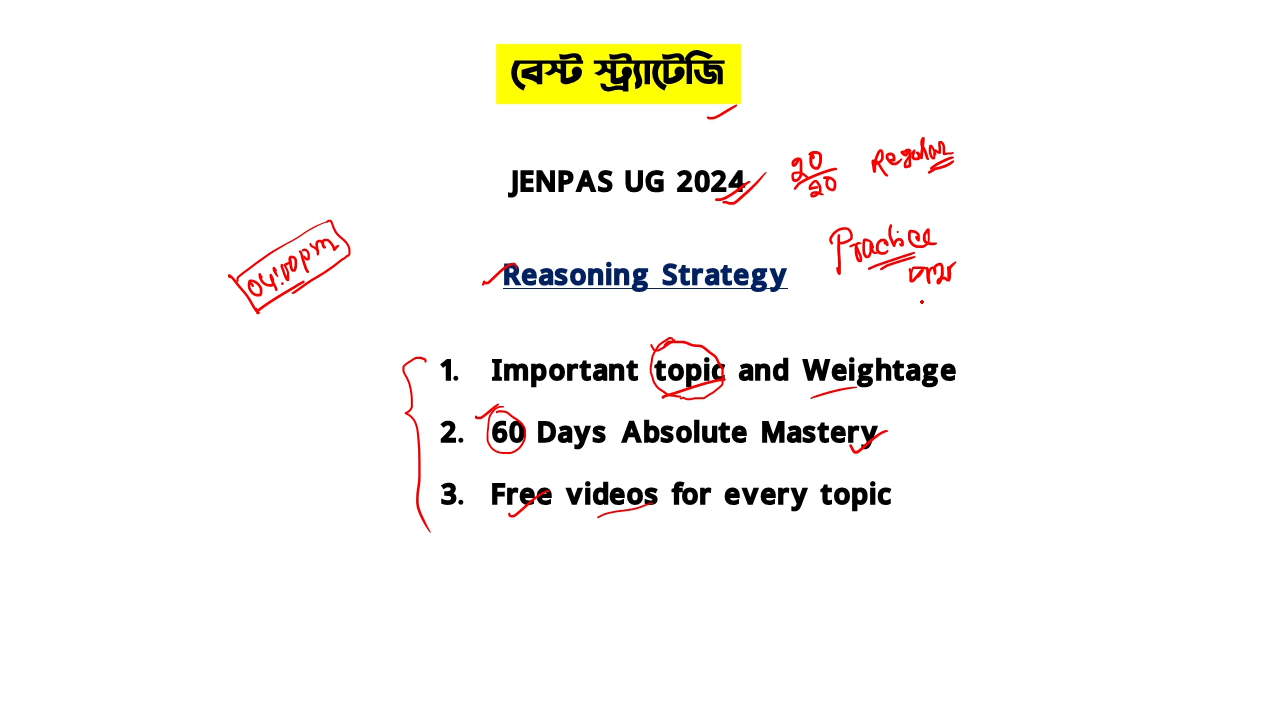 বেস্ট স্ট্র্যাটেজি
JENPAS UG 2024
20/20
Regular
Practice
04:00pm
Reasoning Strategy
1. Important topic and Weightage
2. 60 Days Absolute Mastery
3. Free videos for every topic